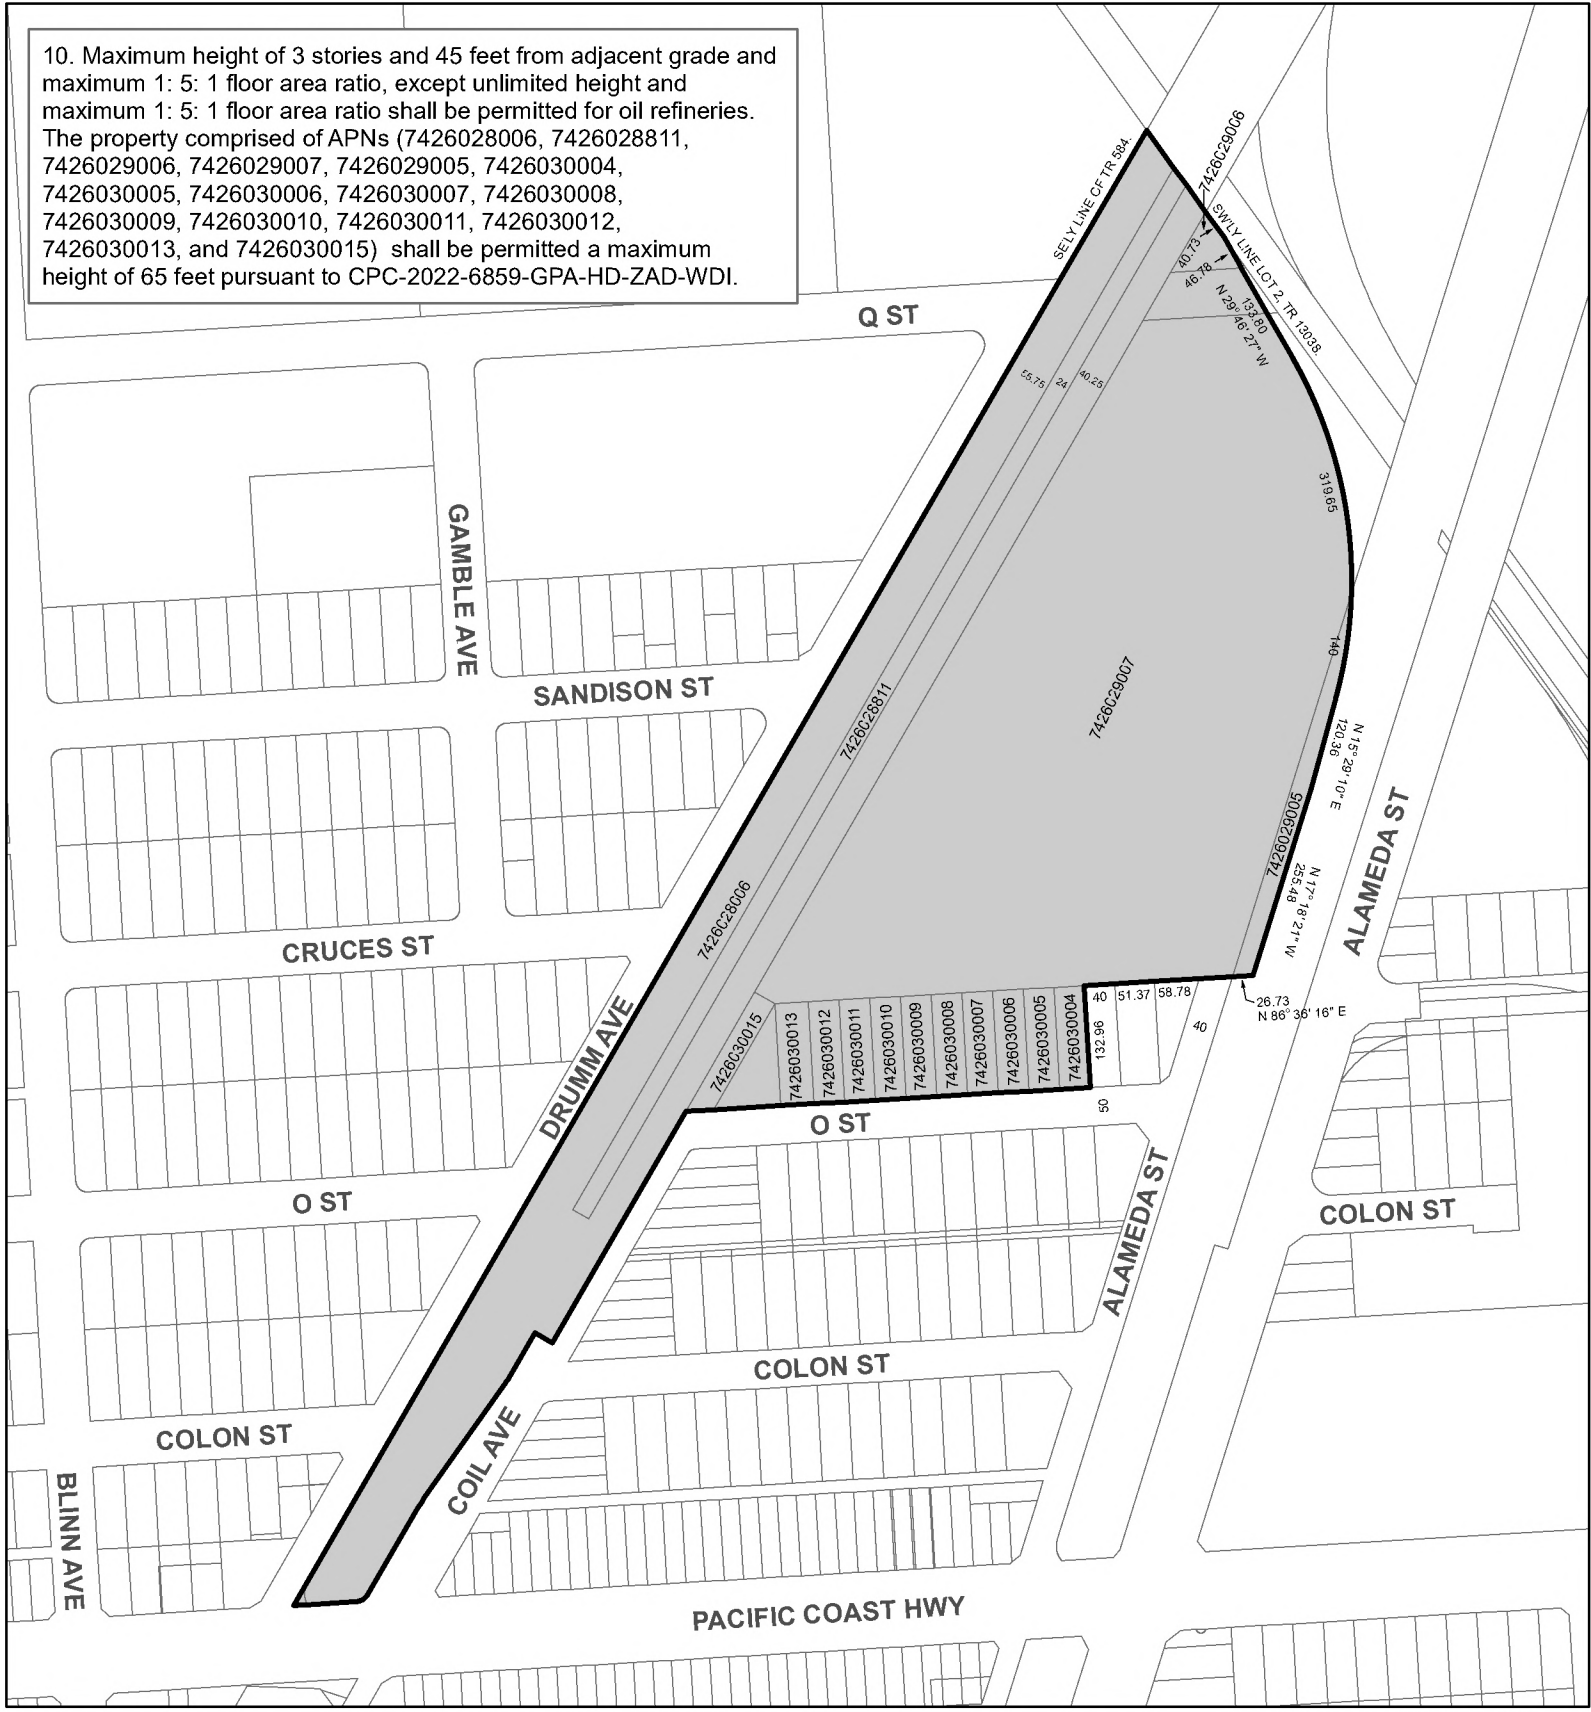 10. Maximum height of 3 stories and 45 feet from adjacent grade and
maximum 1: 5: 1 floor area ratio, except unlimited height and
maximum 1: 5: 1 floor area ratio shall be permitted for oil refineries.
The property comprised of APNs (7426028006, 7426028811,
7426029006, 7426029007, 7426029005, 7426030004,
7426030005, 7426030006, 7426030007, 7426030008,
7426030009, 7426030010, 7426030011, 7426030012,
7426030013, and 7426030015) shall be permitted a maximum
height of 65 feet pursuant to CPC-2022-6859-GPA-HD-ZAD-WDI.
SE'LY LINE OF TR 584.
7426029006
SW'LY LINE LOT 2, TR 13038.
40.73
46.78
133.80
N 29° 46' 27" W
Q ST
55.75
24
40.25
319.65
GAMBLE AVE
140
SANDISON ST
7426028811
7426029007
N 15° 29' 10" E
120.36
7426029005
ALAMEDA ST
N 17° 18' 21" W
255.48
7426028006
CRUCES ST
40
51.37
58.78
26.73
N 86° 36' 16" E
DRUMM AVE
7426030015
7426030013
7426030012
7426030011
7426030010
7426030009
7426030008
7426030007
7426030006
7426030005
7426030004
132.96
40
50
O ST
O ST
ALAMEDA ST
COLON ST
COLON ST
COLON ST
COIL AVE
BLINN AVE
PACIFIC COAST HWY